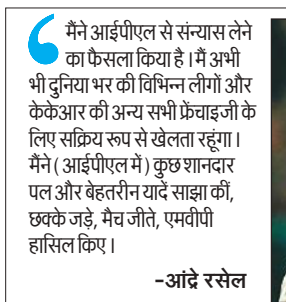 मैंने आईपीएल से संन्यास लेने
का फैसला किया है। मैं अभी
भी दुनिया भर की विभिन्न लीगों और
केकेआर की अन्य सभी फ्रेंचाइजी के
लिए सक्रिय रूप से खेलता रहूंगा।
मैंने ( आईपीएल में ) कुछ शानदार
पल और बेहतरीन यादें साझा कीं,
छक्के जड़े, मैच जीते, एमवीपी
हासिल किए।
-आंद्रे रसेल